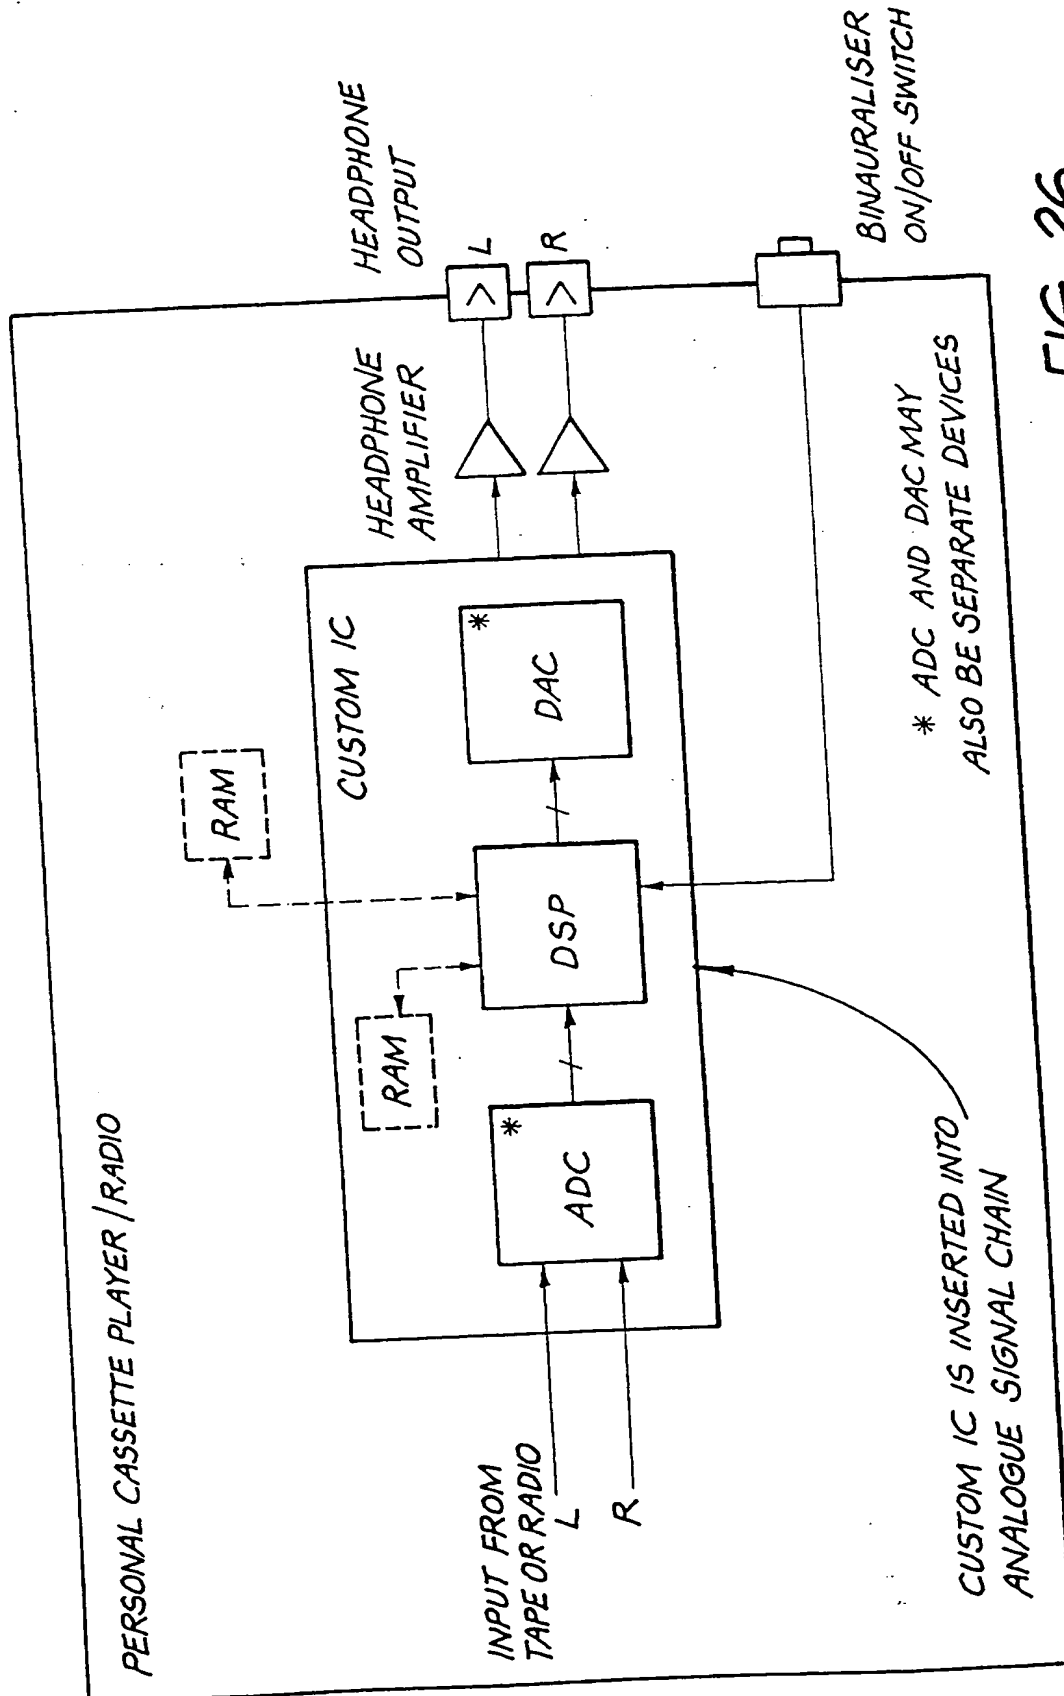 PERSONAL CASSETTE PLAYER / RADIO
RAM
HEADPHONE
OUTPUT
L
R
HEADPHONE
AMPLIFIER
CUSTOM IC
RAM
INPUT FROM
TAPE OR RADIO
L
R
ADC
*
DSP
DAC
*
BINAURALISER
ON/OFF SWITCH
* ADC AND DAC MAY
ALSO BE SEPARATE DEVICES
CUSTOM IC IS INSERTED INTO
ANALOGUE SIGNAL CHAIN
FIG. 26